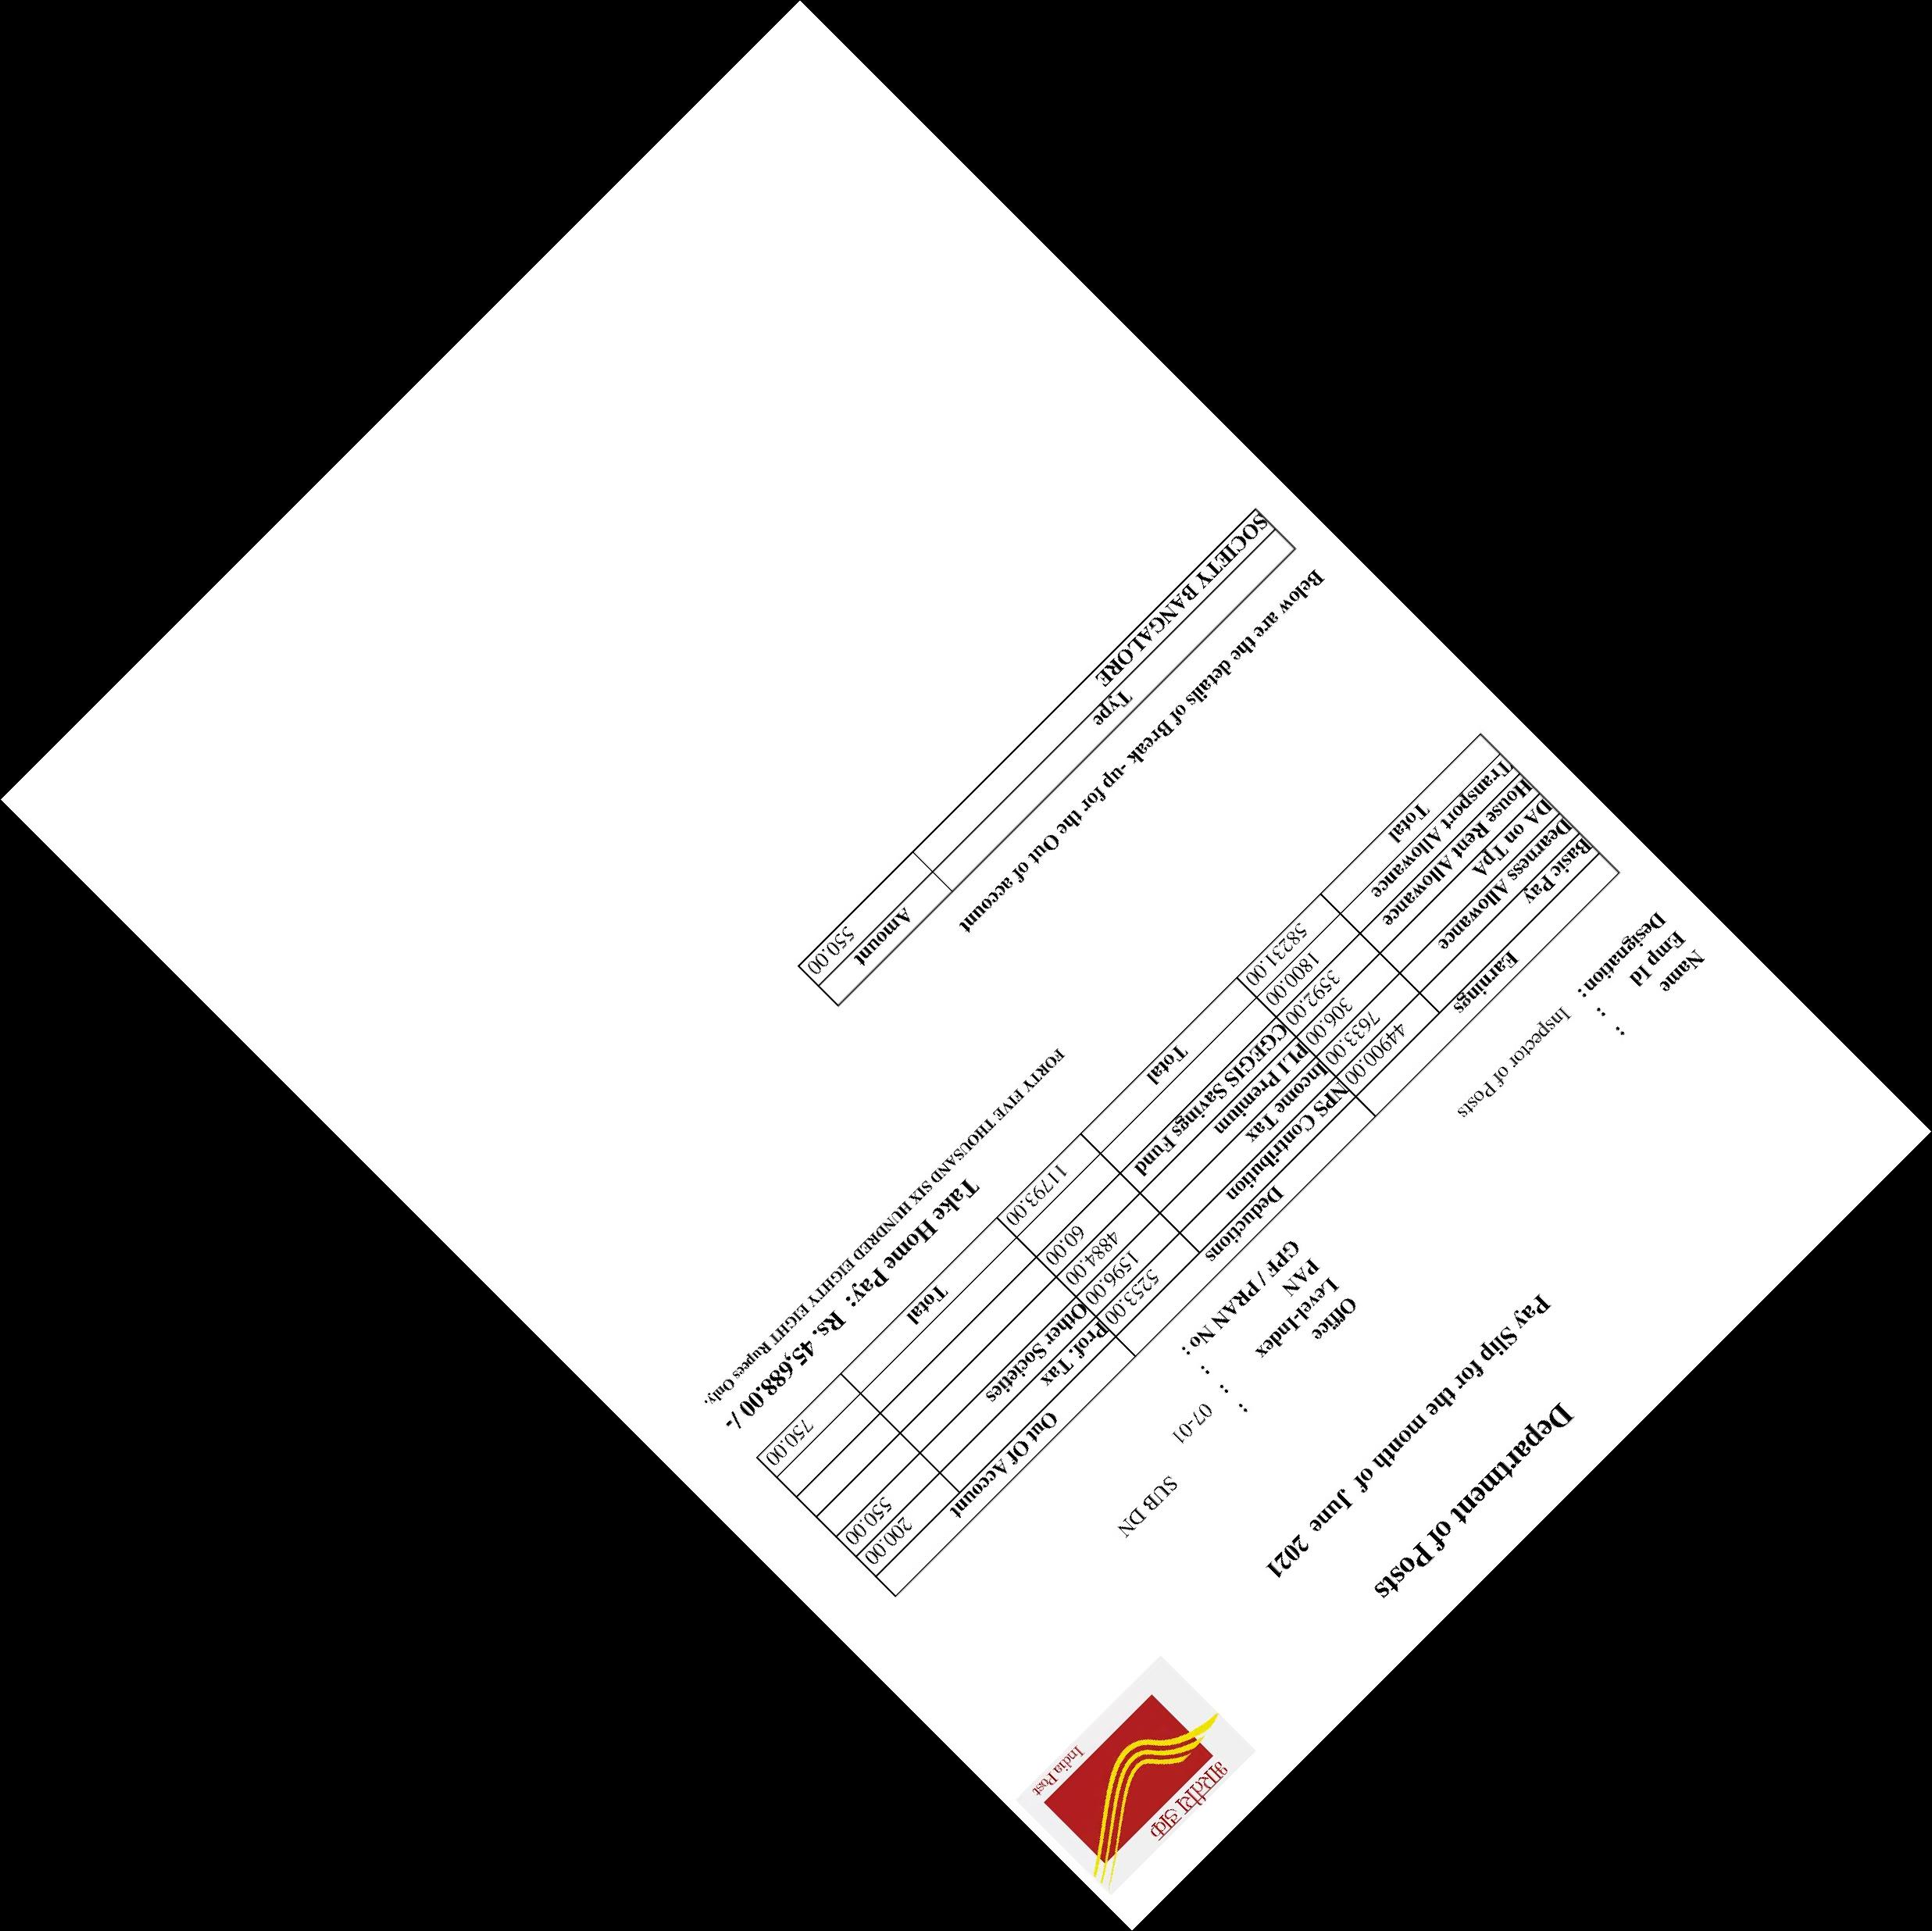 भारतीय डाक
India Post
Department of Posts
Pay Slip for the month of June 2021
Name :
Office : SUB DN
Emp Id :
Level-Index : 07-01
Designation : Inspector of Posts
PAN :
GPF / PRAN No :
Earnings Deductions Out Of Account
Basic Pay 44900.00 NPS Contribution 5253.00 Prof. Tax 200.00
Dearness Allowance 7633.00 Income Tax 1596.00 Other Societies 550.00
DA on TpA 306.00 PLI Premium 4884.00
House Rent Allowance 3592.00 CGEGIS Savings Fund 60.00
Transport Allowance 1800.00
Total 58231.00 Total 11793.00 Total 750.00
Take Home Pay: Rs. 45,688.00 /-
FORTY FIVE THOUSAND SIX HUNDRED EIGHTY EIGHT Rupees Only.
Below are the details of Break -up for the Out of account
Type Amount
SOCIETY BANGALORE 550.00